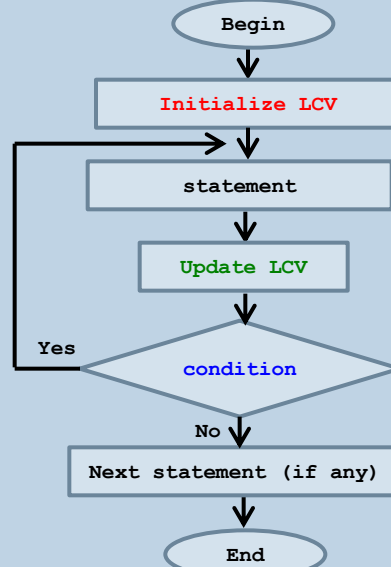 Begin
Initialize LCV
statement
Update LCV
Yes
condition
No
Next statement (if any)
End